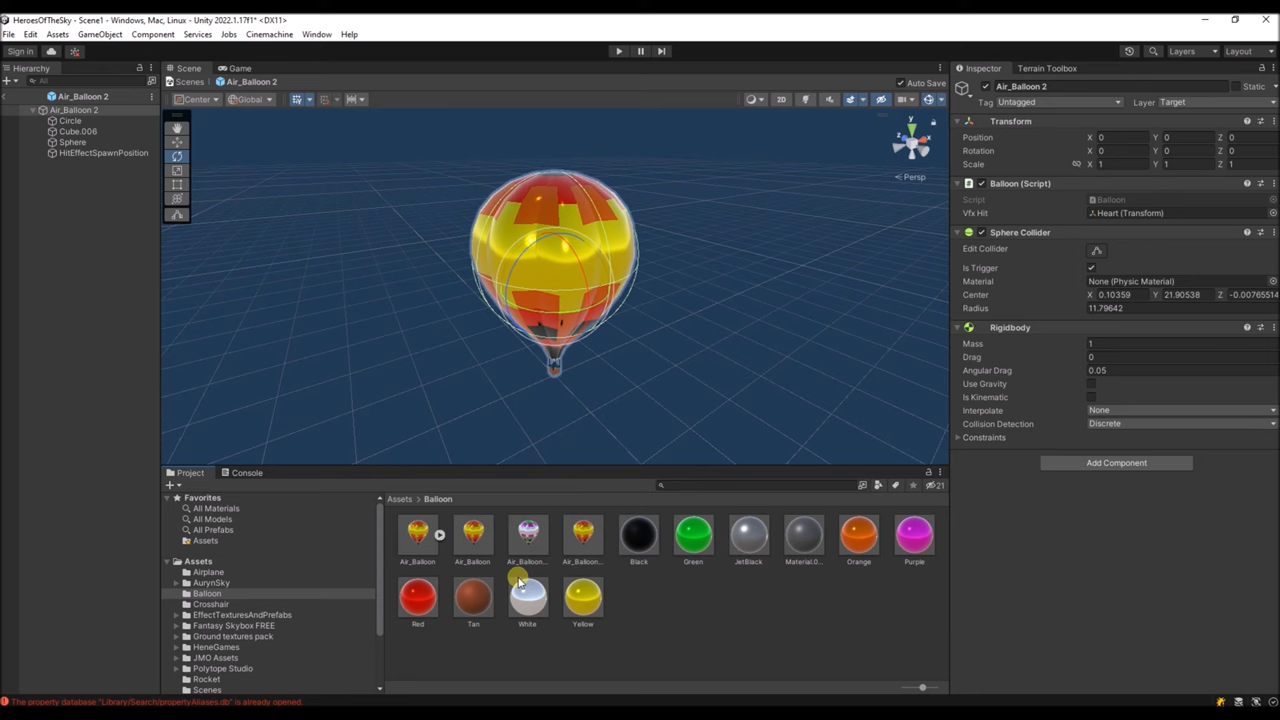 HeroesOfTheSky - Scene1 - Windows, Mac, Linux - Unity 2022.1.17f1* <DX11>
File Edit Assets GameObject Component Services Jobs Cinemachine Window Help
Sign in
Layers Layout
Hierarchy
All
Air_Balloon 2
Air_Balloon 2
Circle
Cube.006
Sphere
HitEffectSpawnPosition
Scene Game
Scenes Air_Balloon 2 Auto Save
Center Global 2D
y
x
Persp
Project Console
21
Favorites
All Materials
All Models
All Prefabs
Assets
Assets
Airplane
AurynSky
Balloon
Crosshair
EffectTexturesAndPrefabs
Fantasy Skybox FREE
Ground textures pack
HeneGames
JMO Assets
Polytope Studio
Rocket
Scenes
Assets > Balloon
Air_Balloon Air_Balloon Air_Balloon... Air_Balloon... Black Green JetBlack Material.0... Orange Purple
Red Tan White Yellow
Inspector Terrain Toolbox
Air_Balloon 2 Static
Tag Untagged Layer Target
Transform
Position X 0 Y 0 Z 0
Rotation X 0 Y 0 Z 0
Scale X 1 Y 1 Z 1
Balloon (Script)
Script Balloon
Vfx Hit Heart (Transform)
Sphere Collider
Edit Collider
Is Trigger
Material None (Physic Material)
Center X 0.10359 Y 21.90538 Z -0.00765514
Radius 11.79642
Rigidbody
Mass 1
Drag 0
Angular Drag 0.05
Use Gravity
Is Kinematic
Interpolate None
Collision Detection Discrete
Constraints
Add Component
The property database "Library/Search/propertyAliases.db" is already opened.